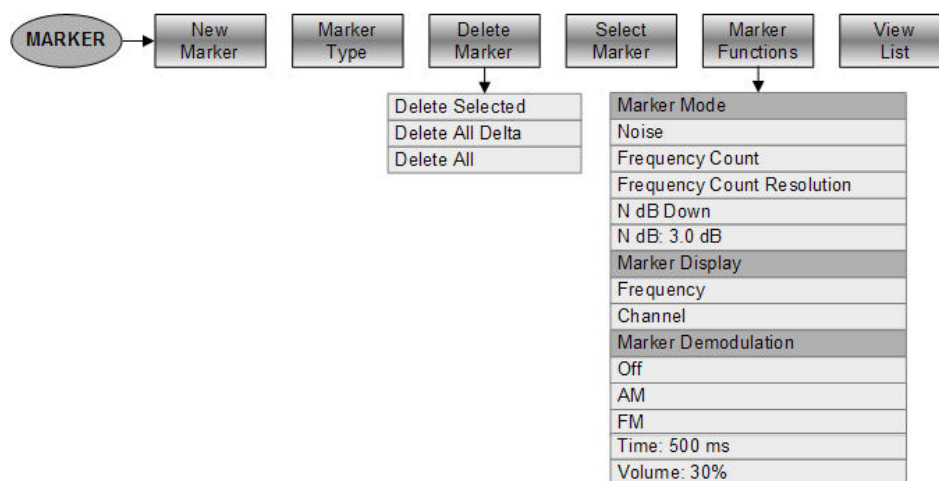 MARKER
New
Marker
Marker
Type
Delete
Marker
Select
Marker
Marker
Functions
View
List
Delete Selected
Delete All Delta
Delete All
Marker Mode
Noise
Frequency Count
Frequency Count Resolution
N dB Down
N dB: 3.0 dB
Marker Display
Frequency
Channel
Marker Demodulation
Off
AM
FM
Time: 500 ms
Volume: 30%